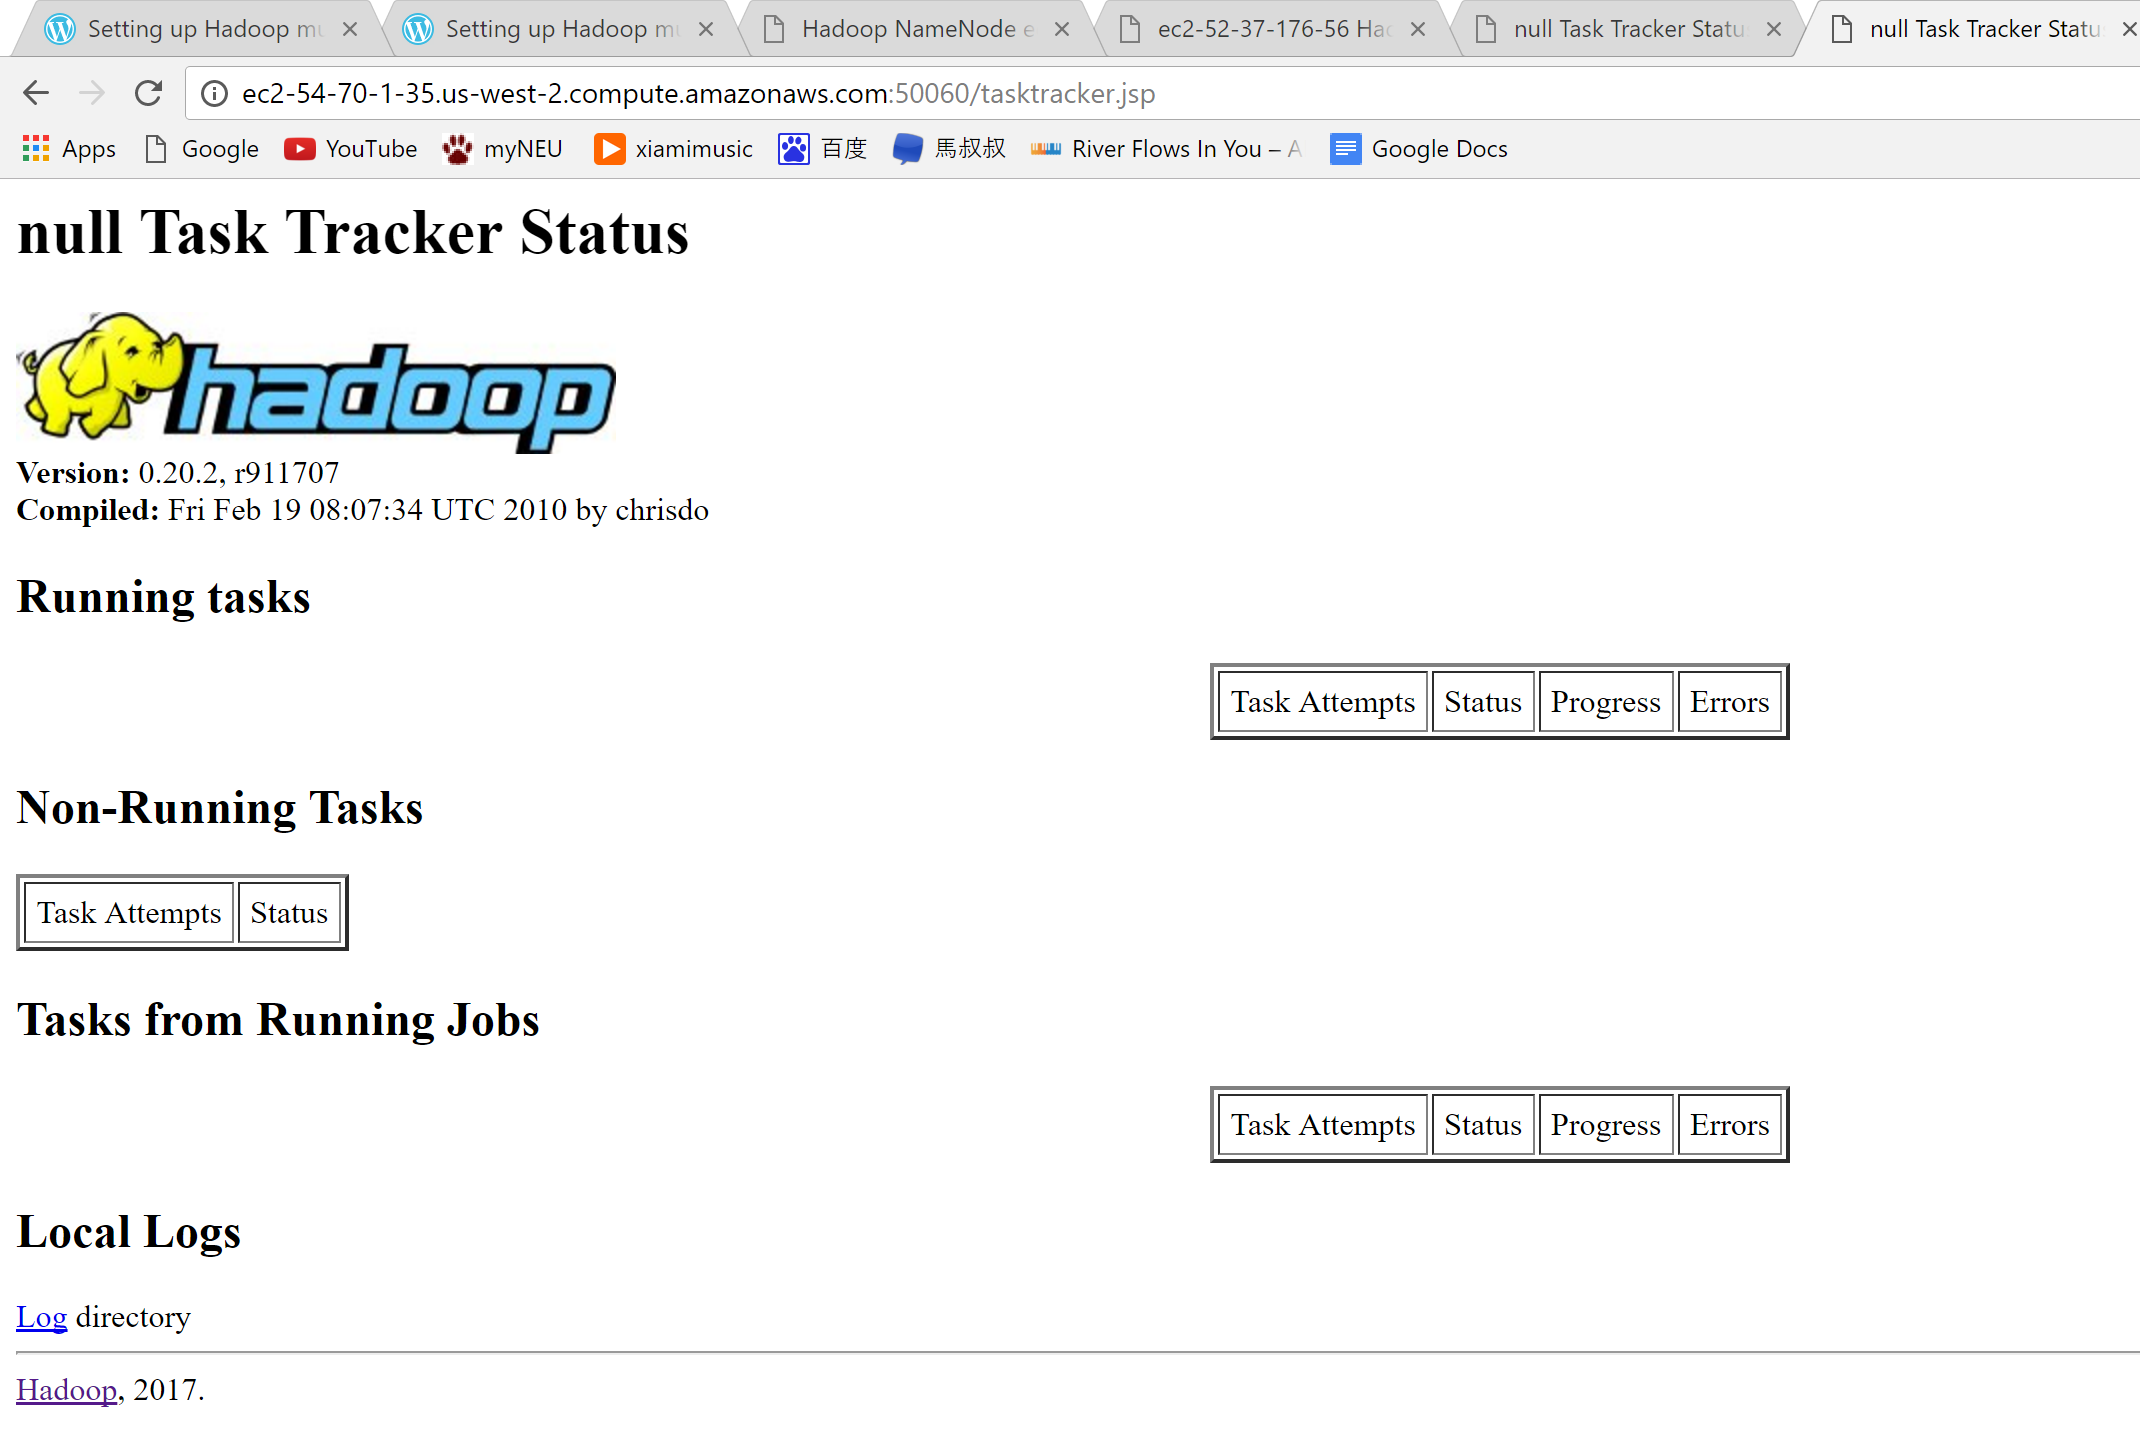 Setting up Hadoop mu
Setting up Hadoop mu
Hadoop NameNode e
ec2-52-37-176-56 Had
null Task Tracker Statu
null Task Tracker Statu
ec2-54-70-1-35.us-west-2.compute.amazonaws.com:50060/tasktracker.jsp
Apps Google YouTube myNEU xiamimusic 百度 馬叔叔 River Flows In You – A Google Docs
null Task Tracker Status
hadoop
Version: 0.20.2, r911707
Compiled: Fri Feb 19 08:07:34 UTC 2010 by chrisdo
Running tasks
Task Attempts Status Progress Errors
Non-Running Tasks
Task Attempts Status
Tasks from Running Jobs
Task Attempts Status Progress Errors
Local Logs
Log directory
Hadoop, 2017.